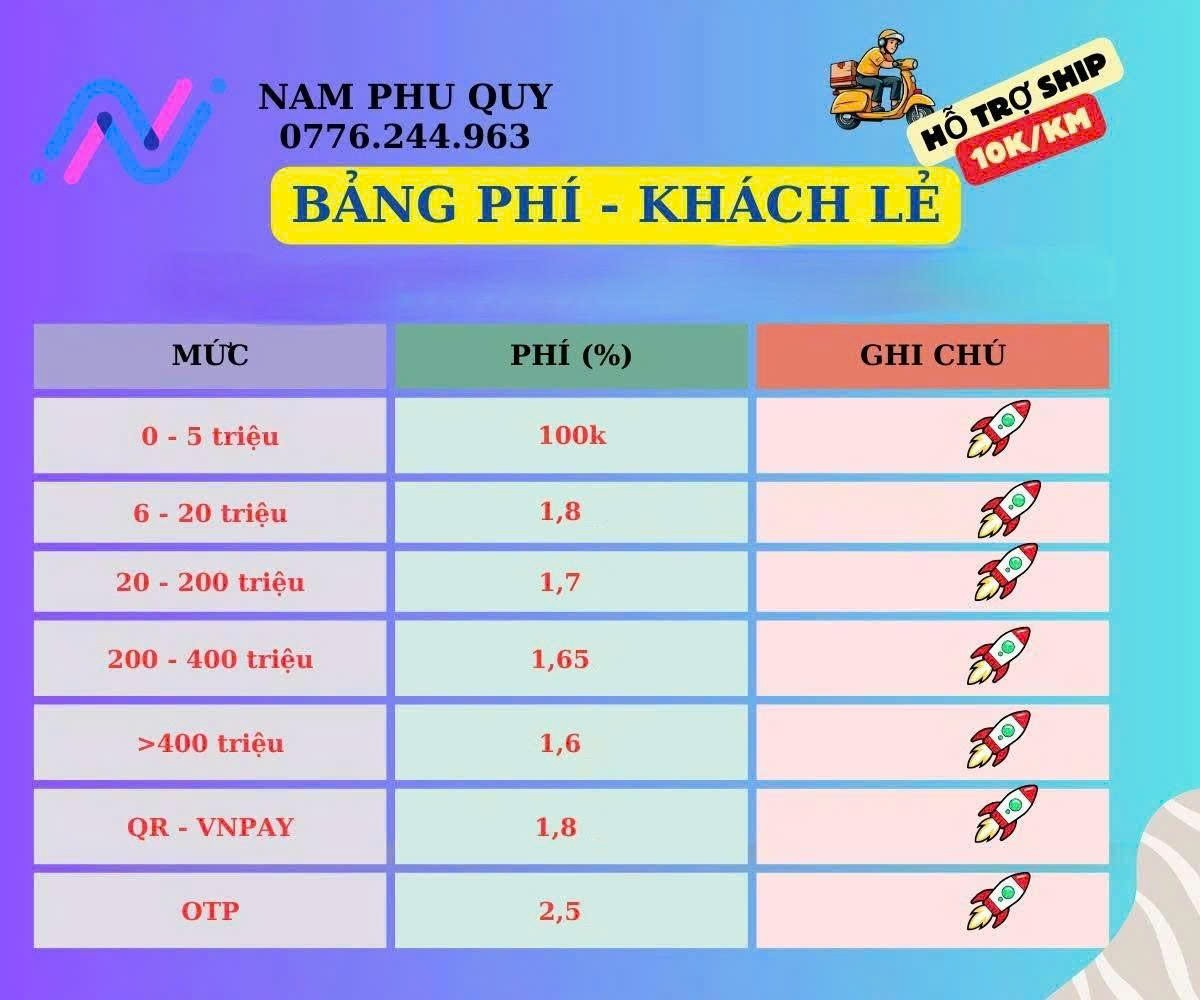 NAM PHU QUY
0776.244.963
HỖ TRỢ SHIP
10K/KM
BẢNG PHÍ - KHÁCH LẺ
MỨC PHÍ (%) GHI CHÚ
0 - 5 triệu 100k
6 - 20 triệu 1,8
20 - 200 triệu 1,7
200 - 400 triệu 1,65
>400 triệu 1,6
QR - VNPAY 1,8
OTP 2,5